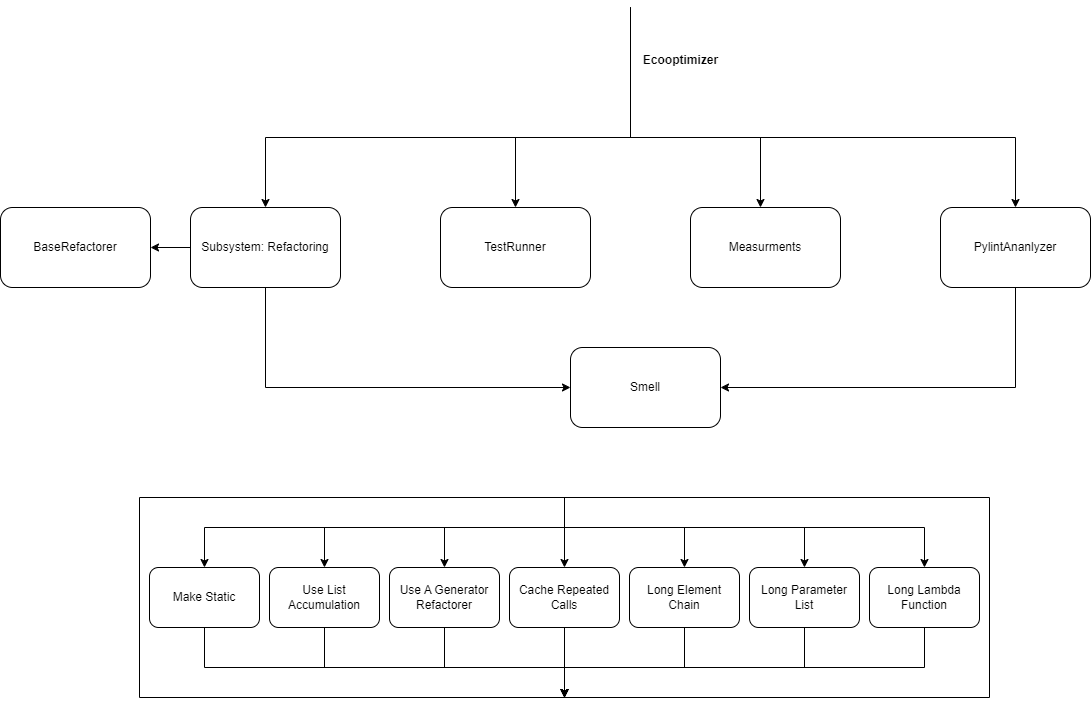 Ecooptimizer
BaseRefactorer
Subsystem: Refactoring
TestRunner
Measurments
PylintAnanlyzer
Smell
Make Static
Use List
Accumulation
Use A Generator
Refactorer
Cache Repeated
Calls
Long Element
Chain
Long Parameter
List
Long Lambda
Function